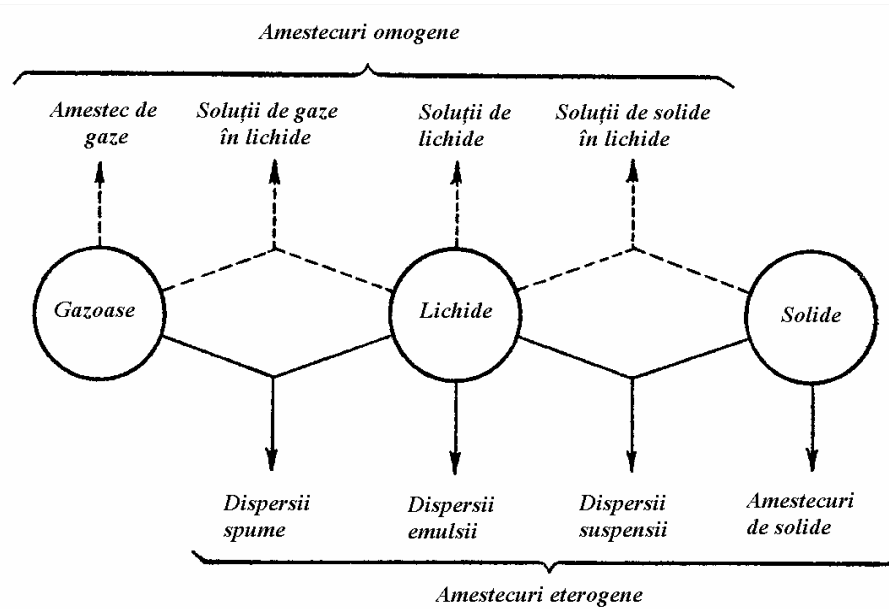 Amestecuri omogene
Amestec de
gaze
Soluții de gaze
în lichide
Soluții de
lichide
Soluții de solide
în lichide
Gazoase
Lichide
Solide
Dispersii
spume
Dispersii
emulsii
Dispersii
suspensii
Amestecuri
de solide
Amestecuri eterogene